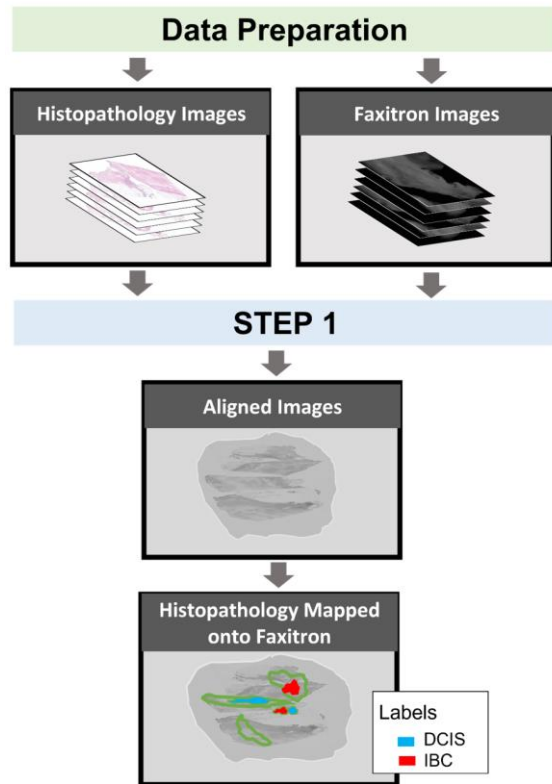 Data Preparation
Histopathology Images
Faxitron Images
STEP 1
Aligned Images
Histopathology Mapped
onto Faxitron
Labels
DCIS
IBC